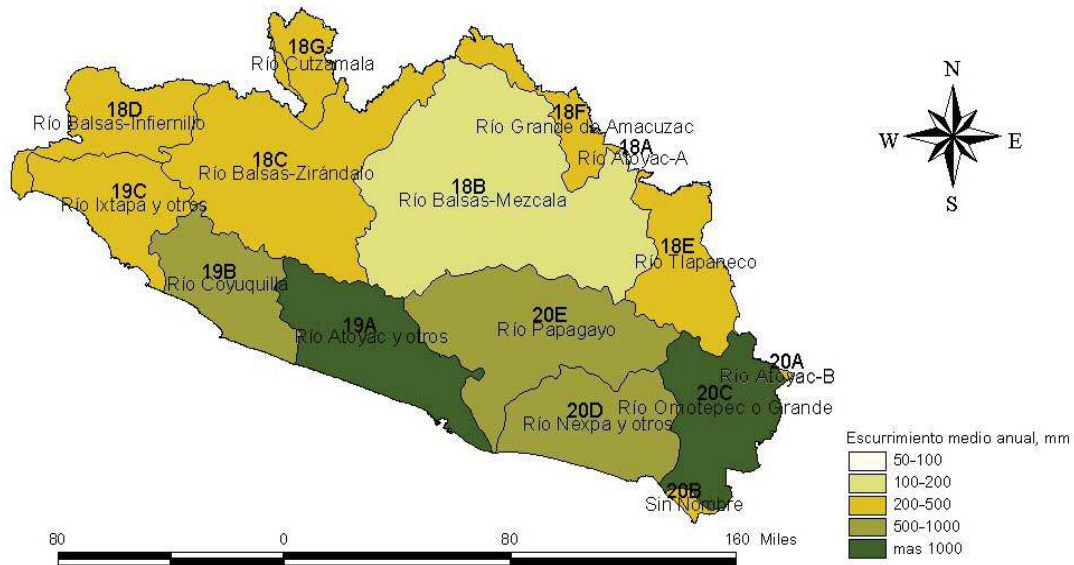 18G
Río Cutzamala
18D
Río Balsas-Infiernillo
18F
Río Grande de Amacuzac
18A
Río Atoyac-A
18C
Río Balsas-Zirándalo
18B
Río Balsas-Mezcala
19C
Río Ixtapa y otros
18E
Río Tlapaneco
19B
Río Coyuquilla
19A
Río Atoyac y otros
20E
Río Papagayo
20A
Río Atoyac-B
20C
Río Omotepec o Grande
20D
Río Nexpa y otros
20B
Sin Nombre
N
W
E
S
Escurrimiento medio anual, mm
50-100
100-200
200-500
500-1000
mas 1000
80 0 80 160 Miles